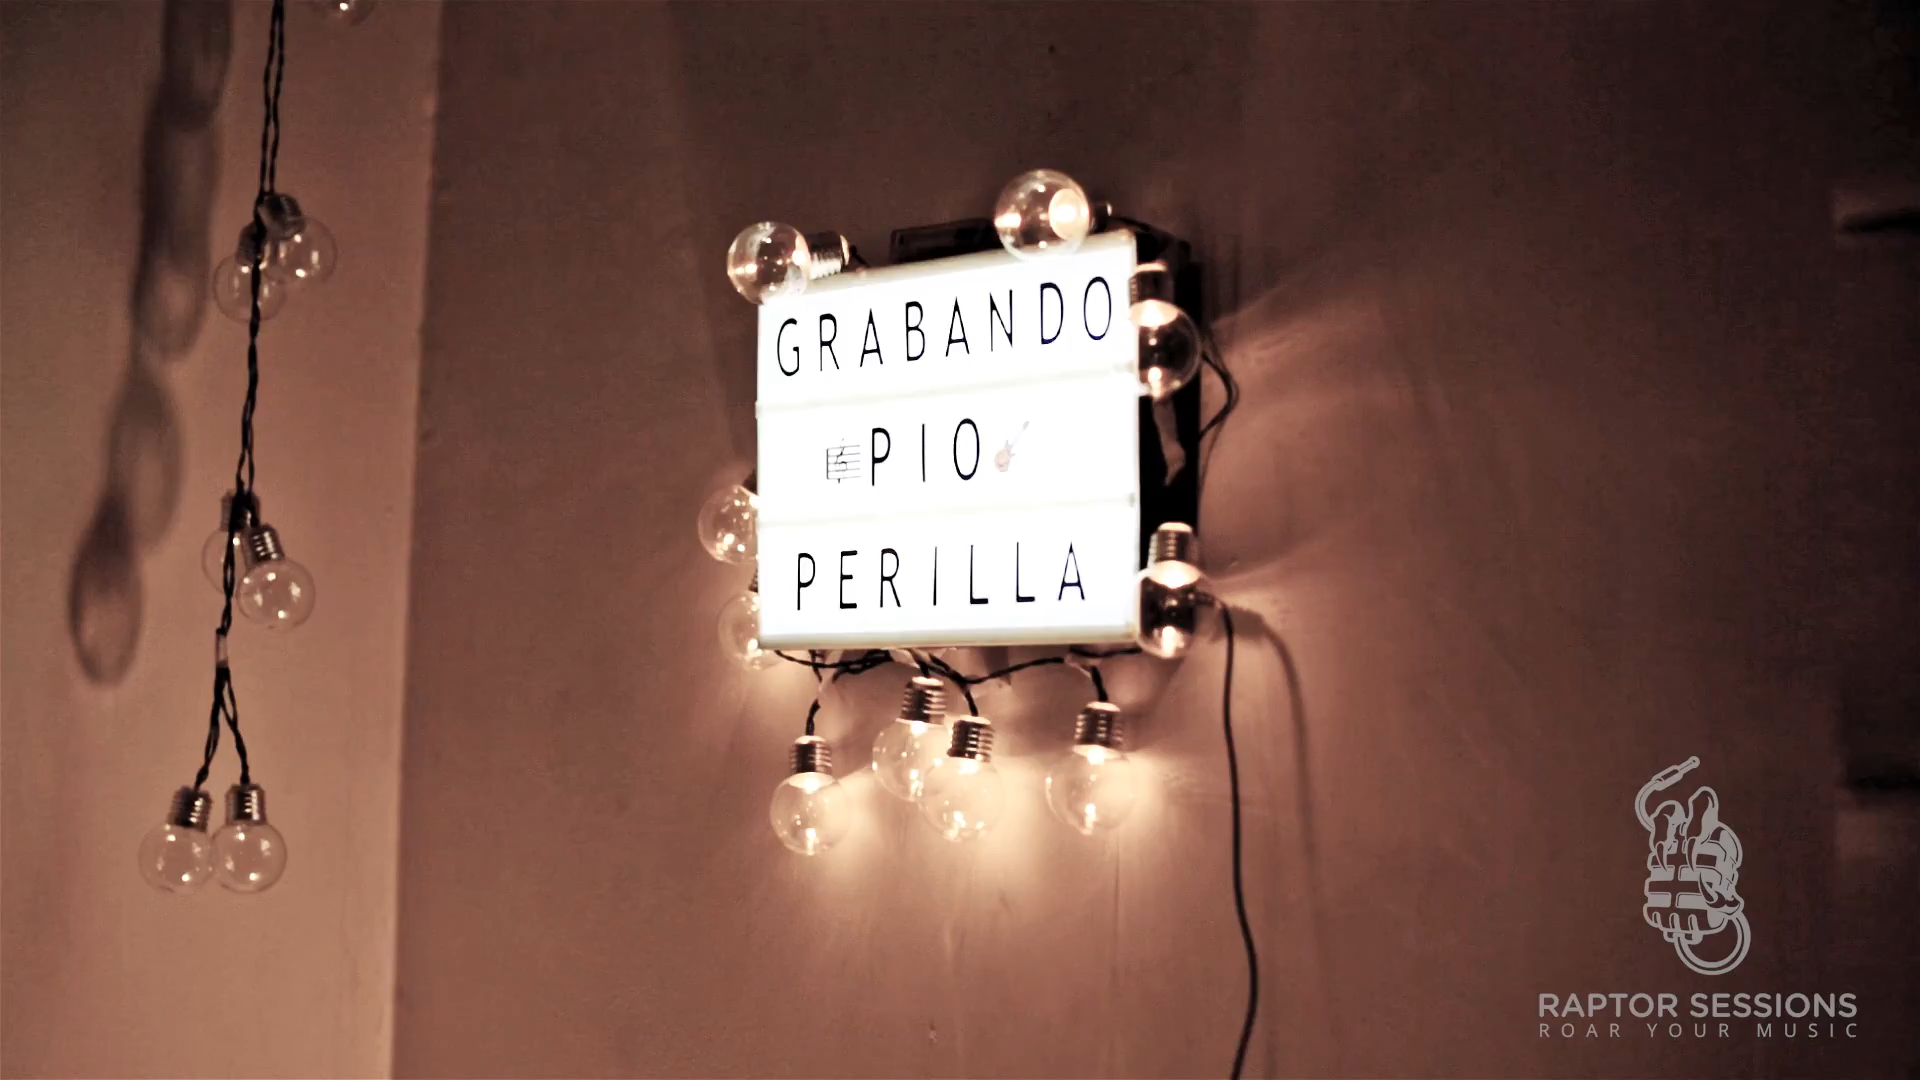 GRABANDO
PIO
PERILLA
RAPTOR SESSIONS
ROAR YOUR MUSIC